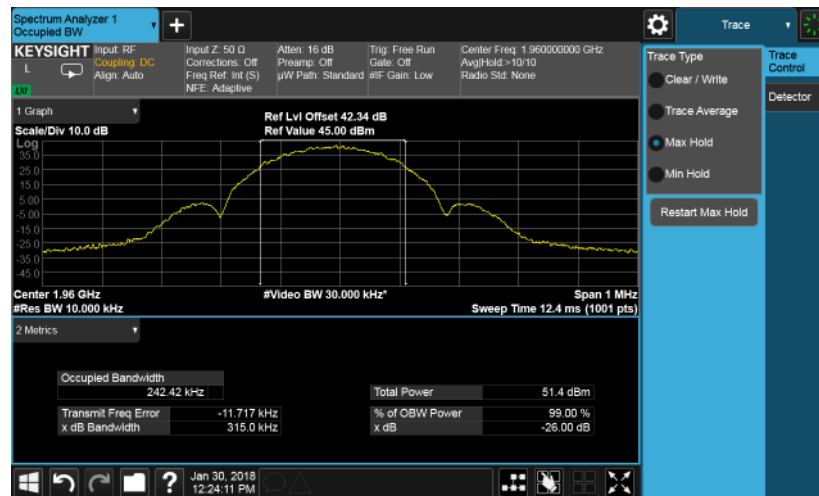 Spectrum Analyzer 1
Occupied BW
Trace
KEYSIGHT
L
LXI
Input: RF
Coupling: DC
Align: Auto
Input Z: 50 Ω
Corrections: Off
Freq Ref: Int (S)
NFE: Adaptive
Atten: 16 dB
Preamp: Off
µW Path: Standard
Trig: Free Run
Gate: Off
#IF Gain: Low
Center Freq: 1.960000000 GHz
Avg|Hold:>10/10
Radio Std: None
1 Graph
Scale/Div 10.0 dB
Ref Lvl Offset 42.34 dB
Ref Value 45.00 dBm
Log
35.0
25.0
15.0
5.00
-5.00
-15.0
-25.0
-35.0
-45.0
Center 1.96 GHz
#Video BW 30.000 kHz*
Span 1 MHz
#Res BW 10.000 kHz
Sweep Time 12.4 ms (1001 pts)
2 Metrics
Occupied Bandwidth
242.42 kHz
Total Power 51.4 dBm
Transmit Freq Error -11.717 kHz
% of OBW Power 99.00 %
x dB Bandwidth 315.0 kHz
x dB -26.00 dB
Jan 30, 2018
12:24:11 PM
Trace Type
Clear / Write
Trace Average
Max Hold
Min Hold
Restart Max Hold
Trace
Control
Detector